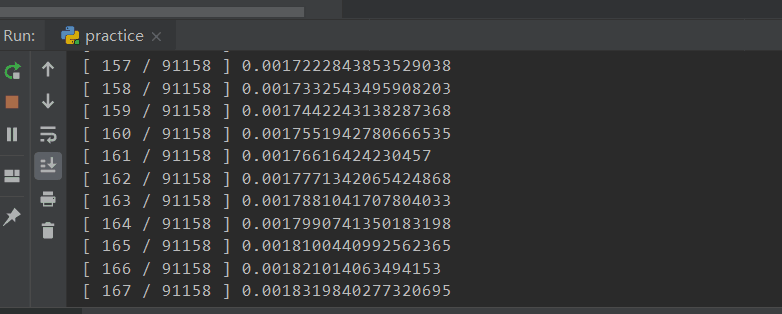 Run: practice
[ 157 / 91158 ] 0.0017222843853529038
[ 158 / 91158 ] 0.0017332543495908203
[ 159 / 91158 ] 0.0017442243138287368
[ 160 / 91158 ] 0.0017551942780666535
[ 161 / 91158 ] 0.00176616424230457
[ 162 / 91158 ] 0.0017771342065424868
[ 163 / 91158 ] 0.0017881041707804033
[ 164 / 91158 ] 0.0017990741350183198
[ 165 / 91158 ] 0.0018100440992562365
[ 166 / 91158 ] 0.001821014063494153
[ 167 / 91158 ] 0.0018319840277320695